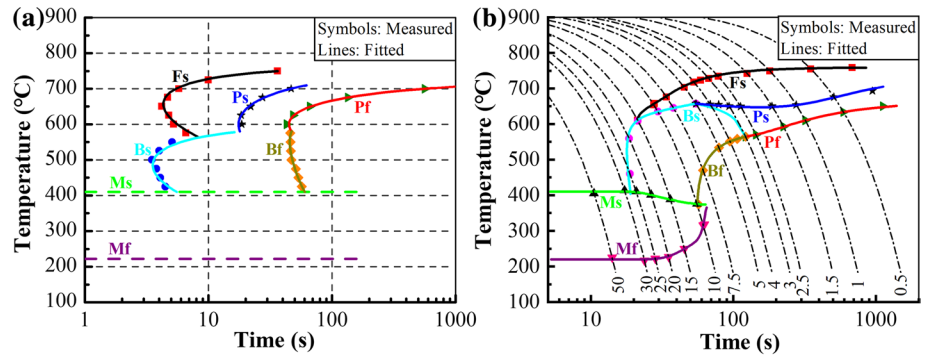 (a)
Symbols: Measured
Lines: Fitted
Temperature (°C)
900
800
700
600
500
400
300
200
100
Fs
Ps
Pf
Bs
Bf
Ms
Mf
1
10
100
1000
Time (s)
(b)
Symbols: Measured
Lines: Fitted
Temperature (°C)
900
800
700
600
500
400
300
200
100
Fs
Bs
Ps
Pf
Bf
Ms
Mf
50
30
25
20
15
10
7.5
5
4
3
2.5
1.5
1
0.5
10
100
1000
Time (s)